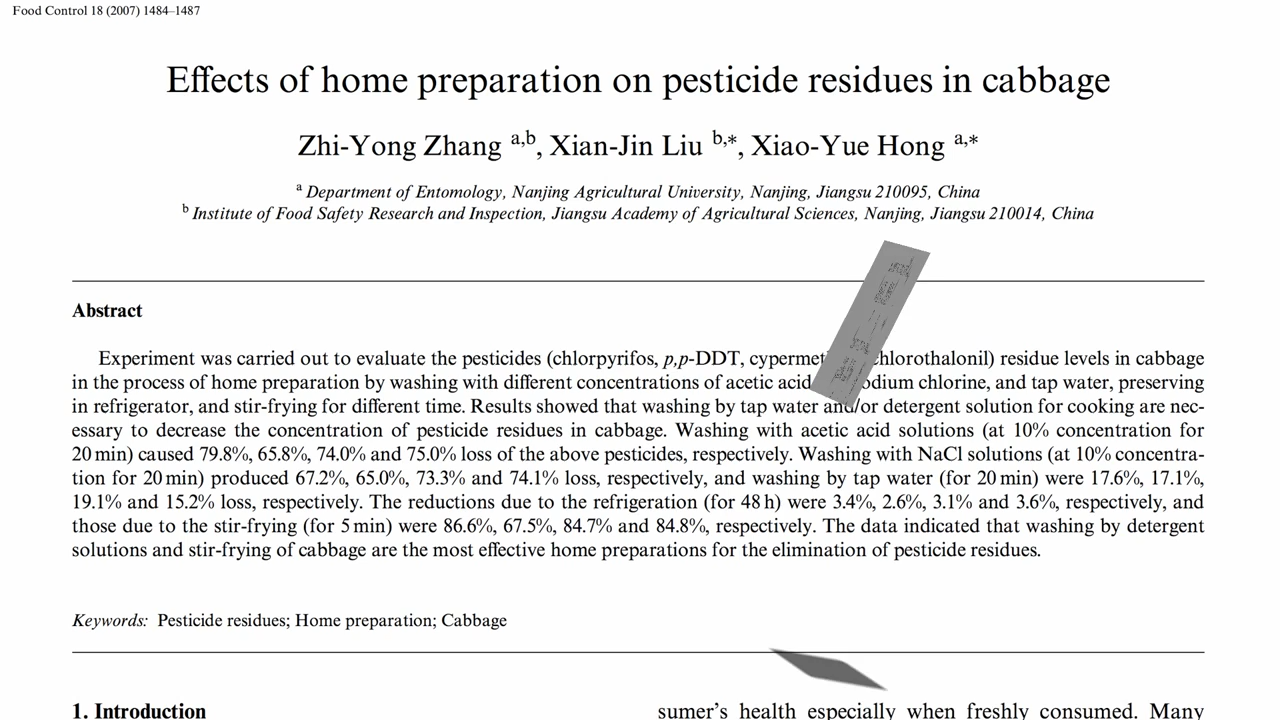 Food Control 18 (2007) 1484–1487
Effects of home preparation on pesticide residues in cabbage
Zhi-Yong Zhang a,b, Xian-Jin Liu b,*, Xiao-Yue Hong a,*
a Department of Entomology, Nanjing Agricultural University, Nanjing, Jiangsu 210095, China
b Institute of Food Safety Research and Inspection, Jiangsu Academy of Agricultural Sciences, Nanjing, Jiangsu 210014, China
Abstract
Experiment was carried out to evaluate the pesticides (chlorpyrifos, p,p-DDT, chlorothalonil) residue levels in cabbage
in the process of home preparation by washing with different concentrations of acetic acid chlorine, and tap water, preserving
in refrigerator, and stir-frying for different time. Results showed that washing by tap water and/or detergent solution for cooking are nec-
essary to decrease the concentration of pesticide residues in cabbage. Washing with acetic acid solutions (at 10% concentration for
20 min) caused 79.8%, 65.8%, 74.0% and 75.0% loss of the above pesticides, respectively. Washing with NaCl solutions (at 10% concentra-
tion for 20 min) produced 67.2%, 65.0%, 73.3% and 74.1% loss, respectively, and washing by tap water (for 20 min) were 17.6%, 17.1%,
19.1% and 15.2% loss, respectively. The reductions due to the refrigeration (for 48 h) were 3.4%, 2.6%, 3.1% and 3.6%, respectively, and
those due to the stir-frying (for 5 min) were 86.6%, 67.5%, 84.7% and 84.8%, respectively. The data indicated that washing by detergent
solutions and stir-frying of cabbage are the most effective home preparations for the elimination of pesticide residues.
Keywords: Pesticide residues; Home preparation; Cabbage
1. Introduction
sumer's health especially when freshly consumed. Many